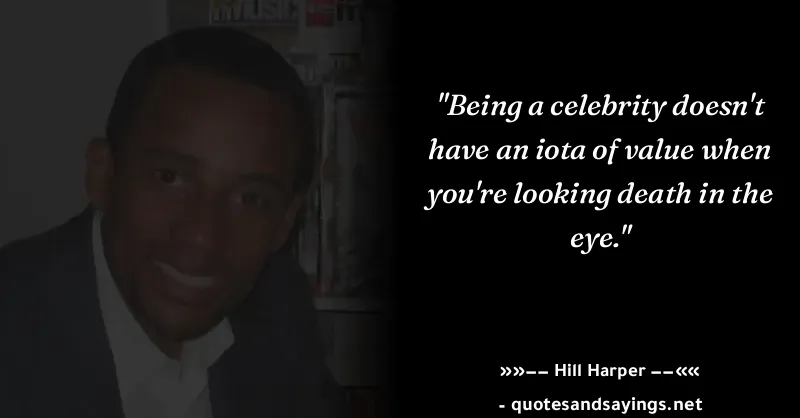 MUSIC
"Being a celebrity doesn't
have an iota of value when
you're looking death in the
eye."
»»-- Hill Harper --««
- quotesandsayings.net